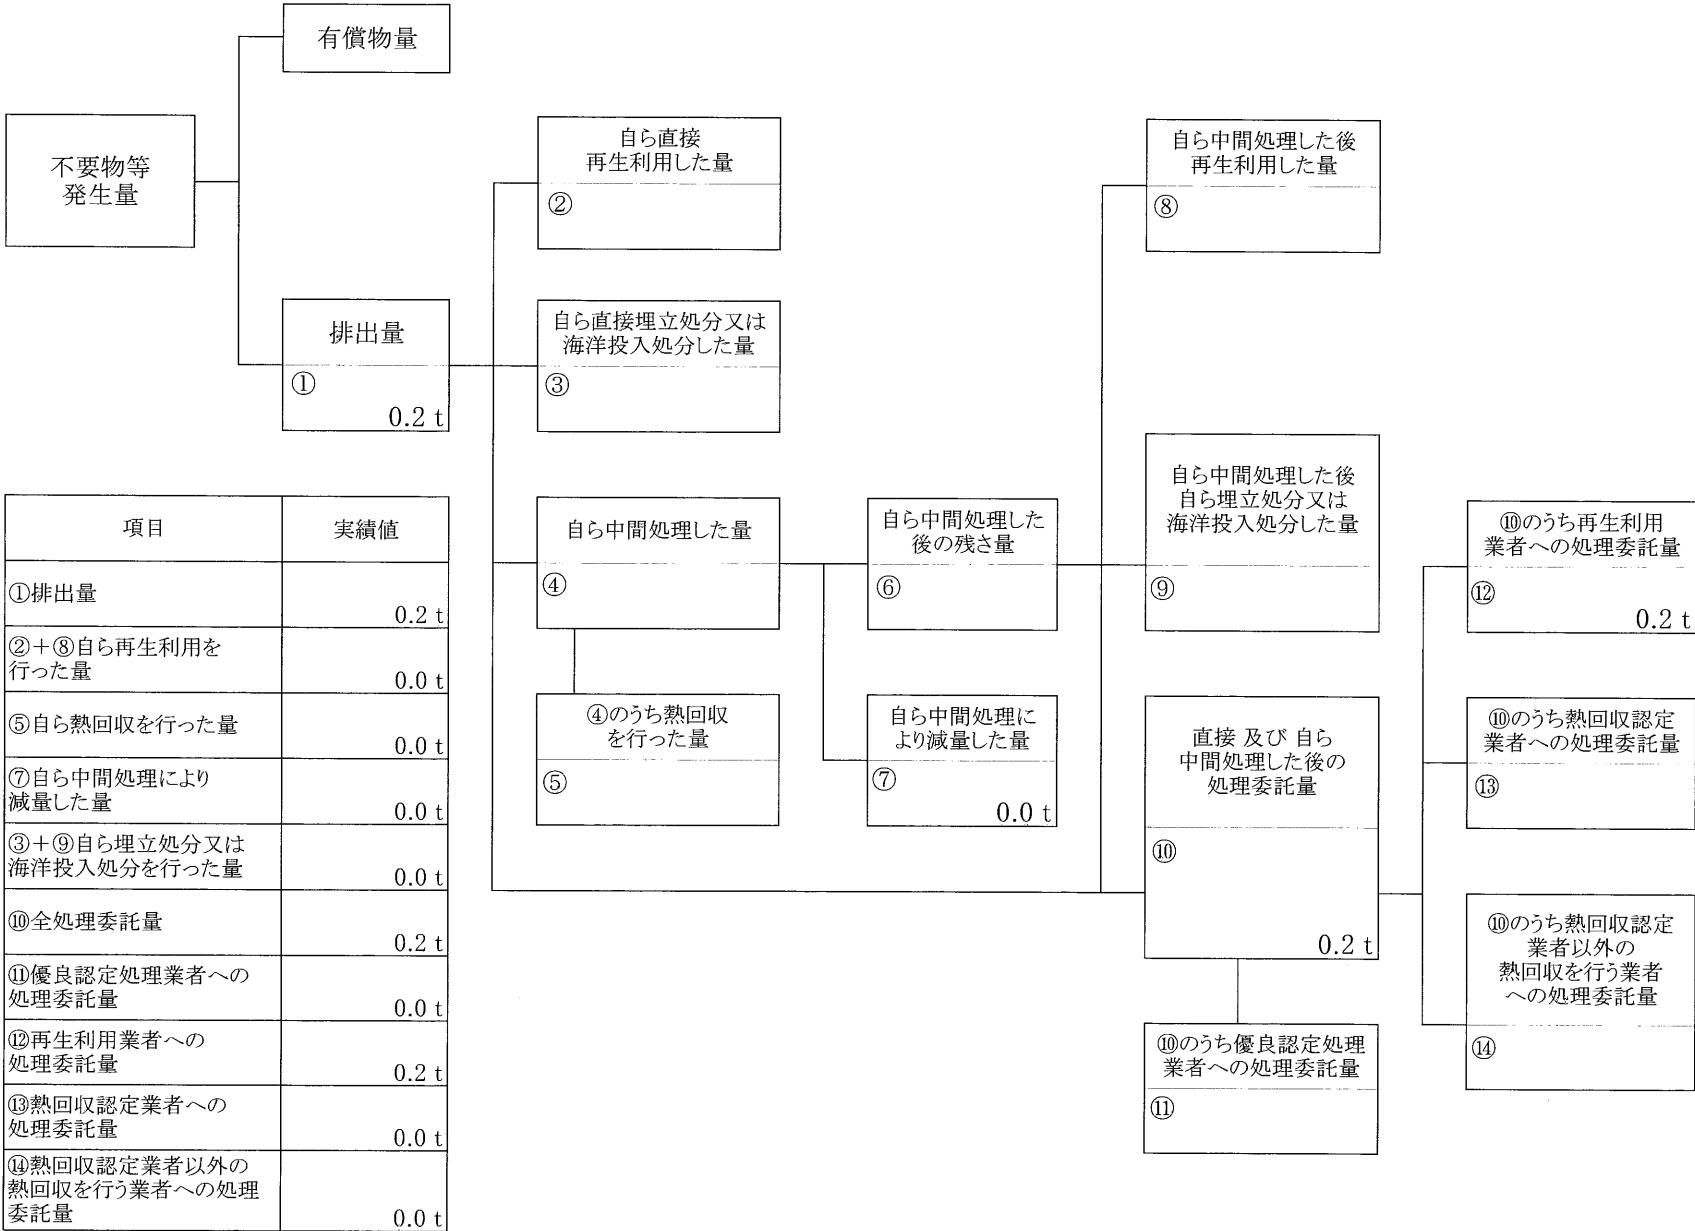 有償物量
不要物等
発生量
排出量
①
0.2 t
自ら直接
再生利用した量
②
自ら直接埋立処分又は
海洋投入処分した量
③
自ら中間処理した量
④
④のうち熱回収
を行った量
⑤
自ら中間処理した
後の残さ量
⑥
自ら中間処理に
より減量した量
⑦
0.0 t
自ら中間処理した後
再生利用した量
⑧
自ら中間処理した後
自ら埋立処分又は
海洋投入処分した量
⑨
直接 及び 自ら
中間処理した後の
処理委託量
⑩
0.2 t
⑩のうち優良認定処理
業者への処理委託量
⑪
⑩のうち再生利用
業者への処理委託量
⑫
0.2 t
⑩のうち熱回収認定
業者への処理委託量
⑬
⑩のうち熱回収認定
業者以外の
熱回収を行う業者
への処理委託量
⑭
項目 実績値
①排出量
0.2 t
②＋⑧自ら再生利用を
行った量
0.0 t
⑤自ら熱回収を行った量
0.0 t
⑦自ら中間処理により
減量した量
0.0 t
③＋⑨自ら埋立処分又は
海洋投入処分を行った量
0.0 t
⑩全処理委託量
0.2 t
⑪優良認定処理業者への
処理委託量
0.0 t
⑫再生利用業者への
処理委託量
0.2 t
⑬熱回収認定業者への
処理委託量
0.0 t
⑭熱回収認定業者以外の
熱回収を行う業者への処理
委託量
0.0 t